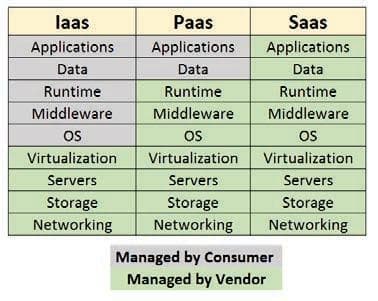 Iaas Paas Saas
Applications Applications Applications
Data Data Data
Runtime Runtime Runtime
Middleware Middleware Middleware
OS OS OS
Virtualization Virtualization Virtualization
Servers Servers Servers
Storage Storage Storage
Networking Networking Networking
Managed by Consumer
Managed by Vendor